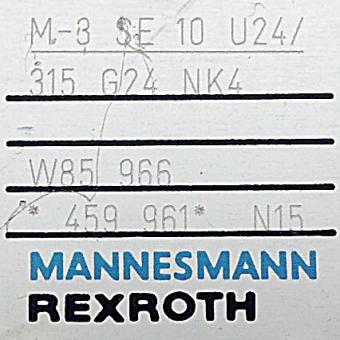 M-3 SE 10 U24/
315 G24 NK4
-
W85 966
* 459 961* N15
MANNESMANN
REXROTH